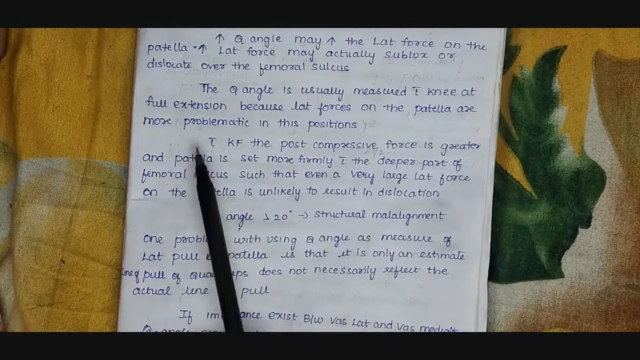 ↑ Q angle may ↑ the Lat force on the
patella. ↑ Lat force may actually sublux or
dislocate over the femoral sulcus
The Q angle is usually measured c̄ knee at
full extension because lat forces on the patella are
more problematic in this positions
c̄ KF the post compressive force is greater
and patella is set more firmly c̄ the deeper part of
femoral sulcus such that even a very large lat force
on the patella is unlikely to result in dislocation
angle 20° → structural malalignment
one problem with using Q angle as measure of
Lat pull patella is that it is only an estimate
line of pull of Quadriceps does not necessarily reflect the
actual line pull
If imbalance exist B/w Vas Lat and Vas